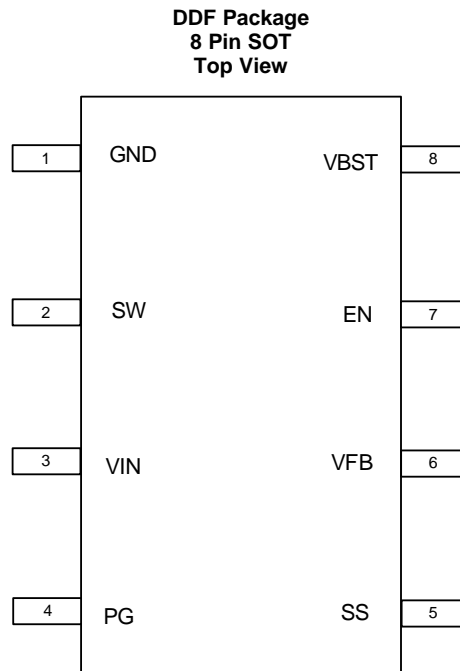 DDF Package
8 Pin SOT
Top View
1 GND VBST 8
2 SW EN 7
3 VIN VFB 6
4 PG SS 5